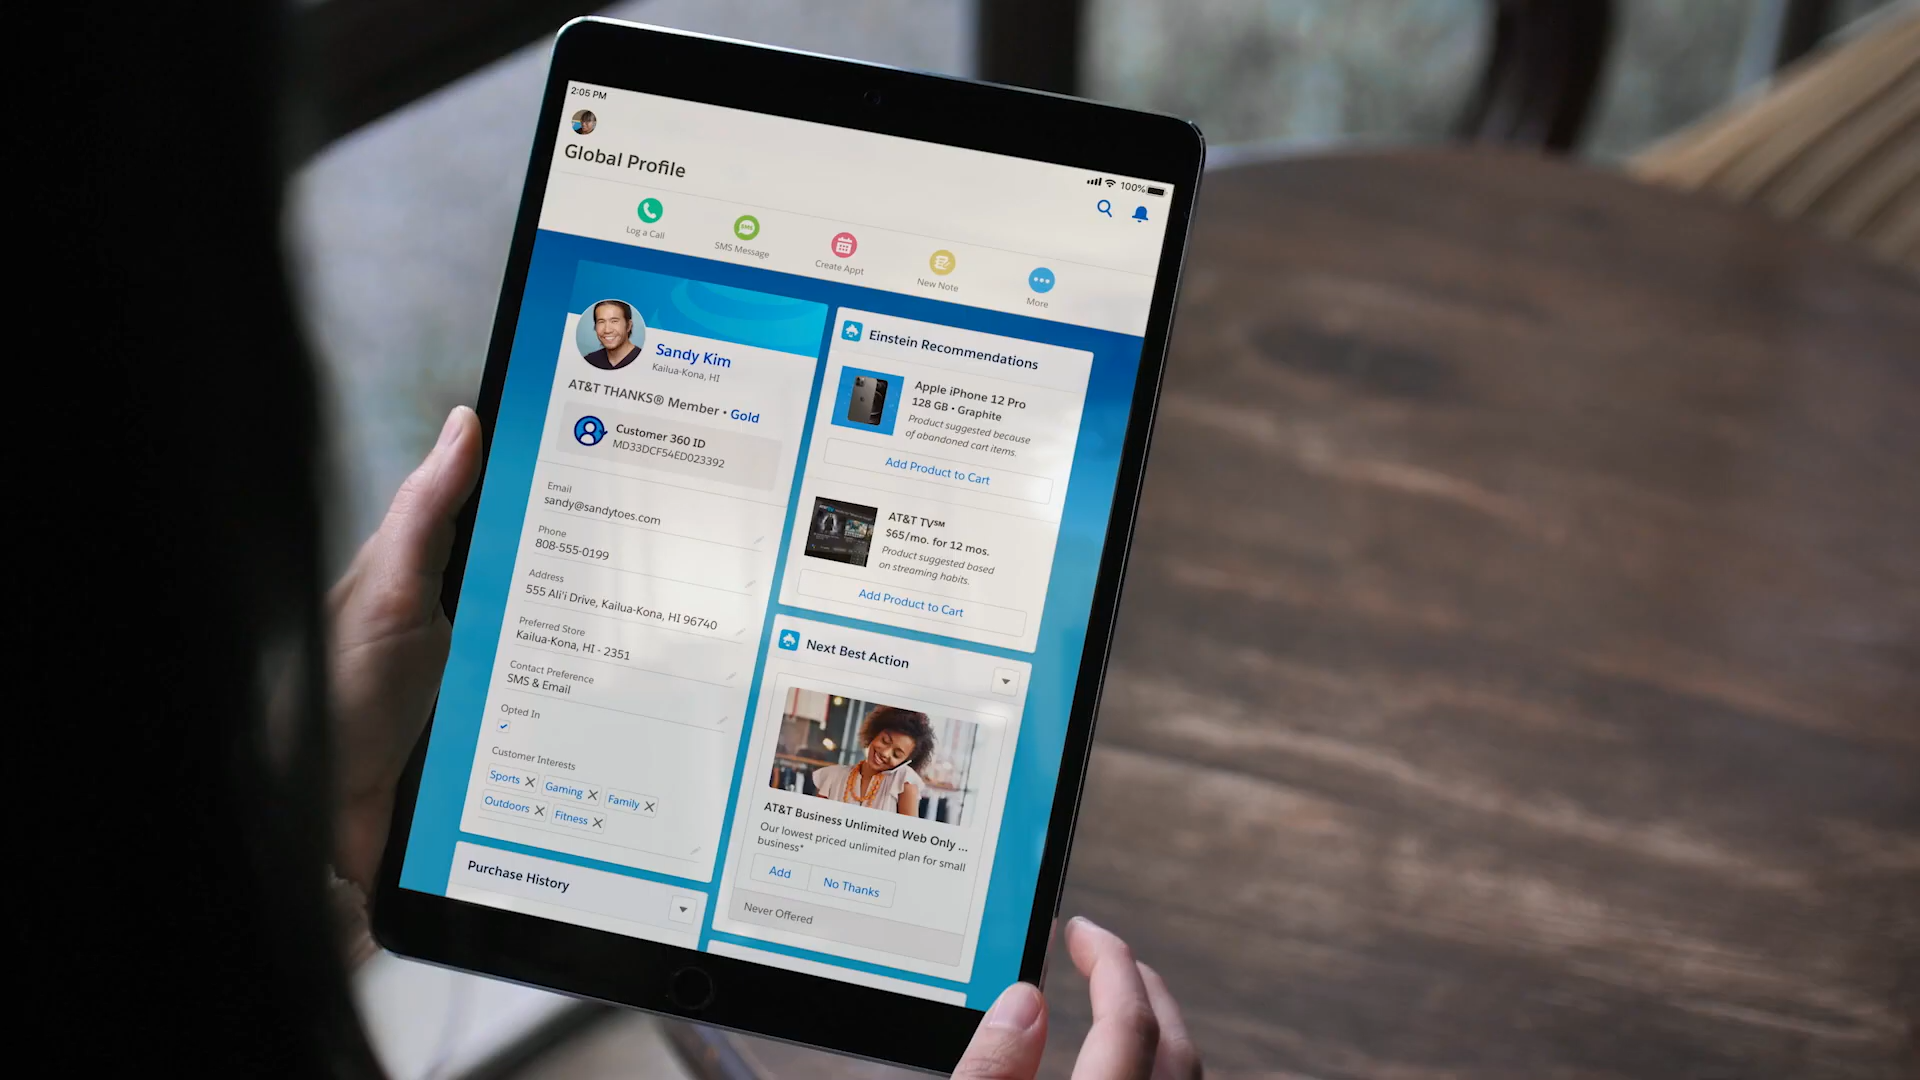 2:05 PM
100%
Global Profile
Log a Call
SMS
SMS Message
Create Appt
New Note
More
Sandy Kim
Kailua-Kona, HI
AT&T THANKS® Member • Gold
Customer 360 ID
MD33DCF54ED023392
Email
sandy@sandytoes.com
Phone
808-555-0199
Address
555 Ali'i Drive, Kailua-Kona, HI 96740
Preferred Store
Kailua-Kona, HI - 2351
Contact Preference
SMS & Email
Opted In
Customer Interests
Sports
Gaming
Family
Outdoors
Fitness
Purchase History
Einstein Recommendations
Apple iPhone 12 Pro
128 GB • Graphite
Product suggested because
of abandoned cart items.
Add Product to Cart
AT&T TV℠
$65/mo. for 12 mos.
Product suggested based
on streaming habits.
Add Product to Cart
Next Best Action
AT&T Business Unlimited Web Only ...
Our lowest priced unlimited plan for small
business*
Add
No Thanks
Never Offered